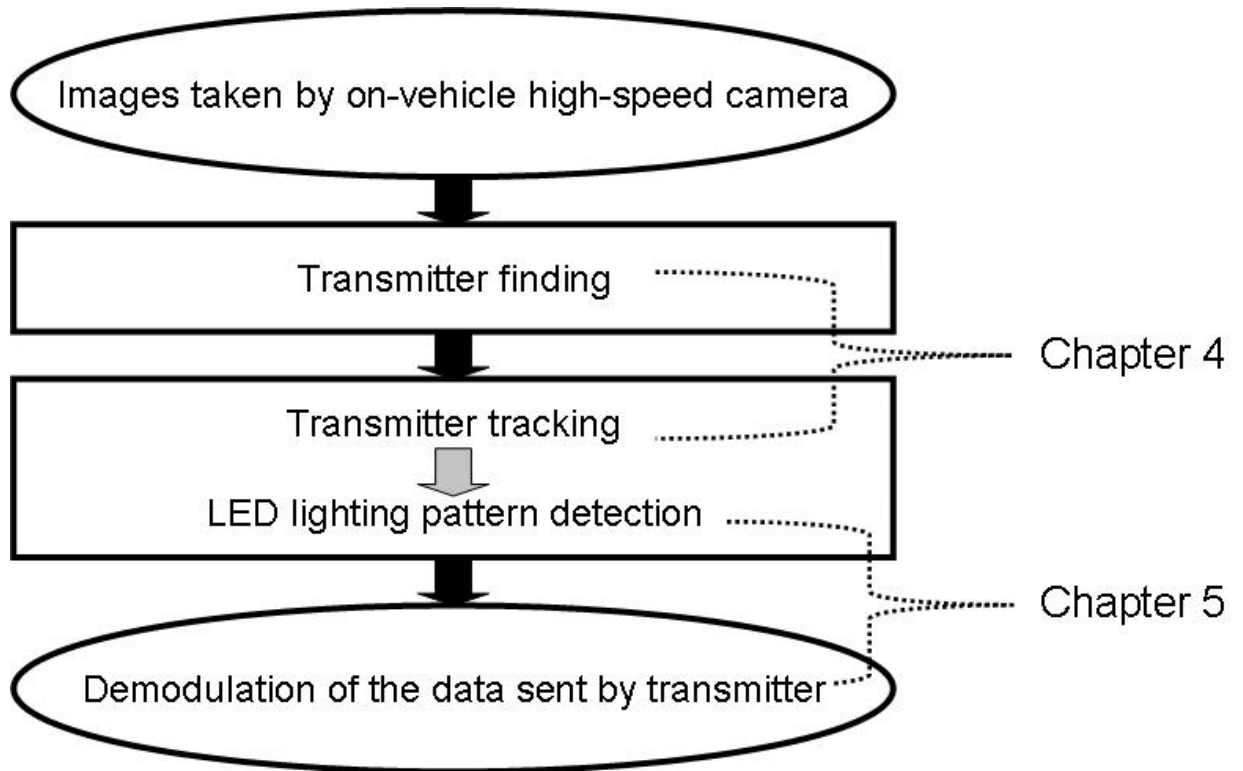 Images taken by on-vehicle high-speed camera
Transmitter finding
Chapter 4
Transmitter tracking
LED lighting pattern detection
Chapter 5
Demodulation of the data sent by transmitter